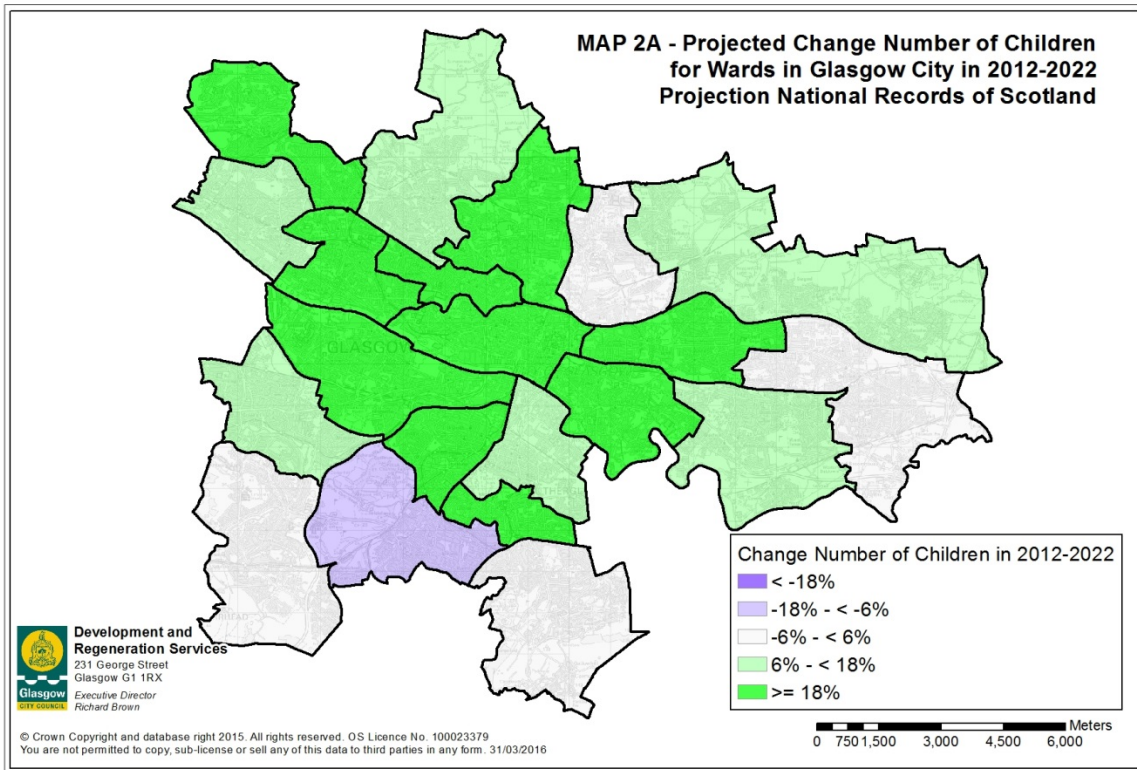 MAP 2A - Projected Change Number of Children
for Wards in Glasgow City in 2012-2022
Projection National Records of Scotland
GLASGOW
Change Number of Children in 2012-2022
< -18%
-18% - < -6%
-6% - < 6%
6% - < 18%
>= 18%
Meters
0 750 1,500 3,000 4,500 6,000
Development and
Regeneration Services
231 George Street
Glasgow G1 1RX
Executive Director
Richard Brown
Glasgow
CITY COUNCIL
© Crown Copyright and database right 2015. All rights reserved. OS Licence No. 100023379
You are not permitted to copy, sub-license or sell any of this data to third parties in any form. 31/03/2016